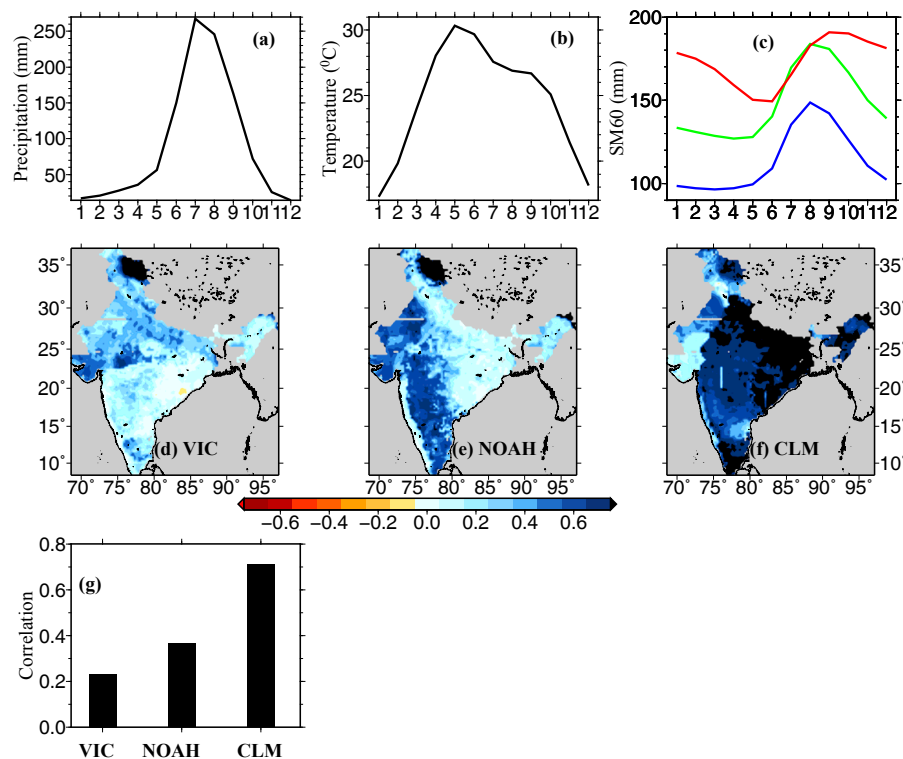 (a)
Precipitation (mm)
250
200
150
100
50
1 2 3 4 5 6 7 8 9 10 11 12
(b)
Temperature (⁰C)
30
20
1 2 3 4 5 6 7 8 9 10 11 12
(c)
SM60 (mm)
200
150
100
1 2 3 4 5 6 7 8 9 10 11 12
35˚
30˚
25˚
20˚
15˚
10˚
(d) VIC
70˚ 75˚ 80˚ 85˚ 90˚ 95˚
(e) NOAH
70˚ 75˚ 80˚ 85˚ 90˚ 95˚
(f) CLM
35˚
30˚
25˚
20˚
15˚
10˚
70˚ 75˚ 80˚ 85˚ 90˚ 95˚
−0.6 −0.4 −0.2 0.0 0.2 0.4 0.6
(g)
Correlation
0.8
0.6
0.4
0.2
0.0
VIC NOAH CLM